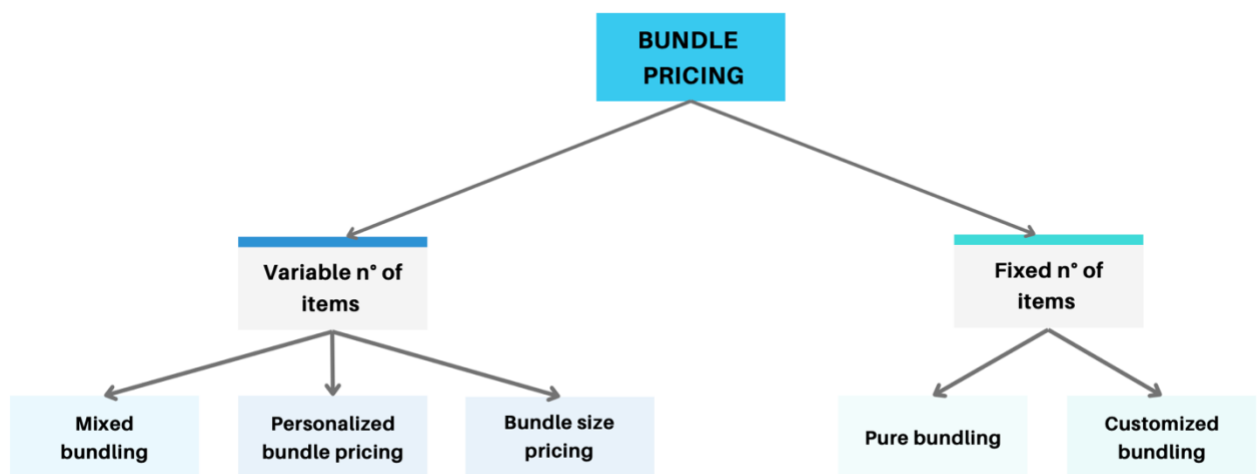 BUNDLE
PRICING
Variable n° of
items
Fixed n° of
items
Mixed
bundling
Personalized
bundle pricing
Bundle size
pricing
Pure bundling
Customized
bundling